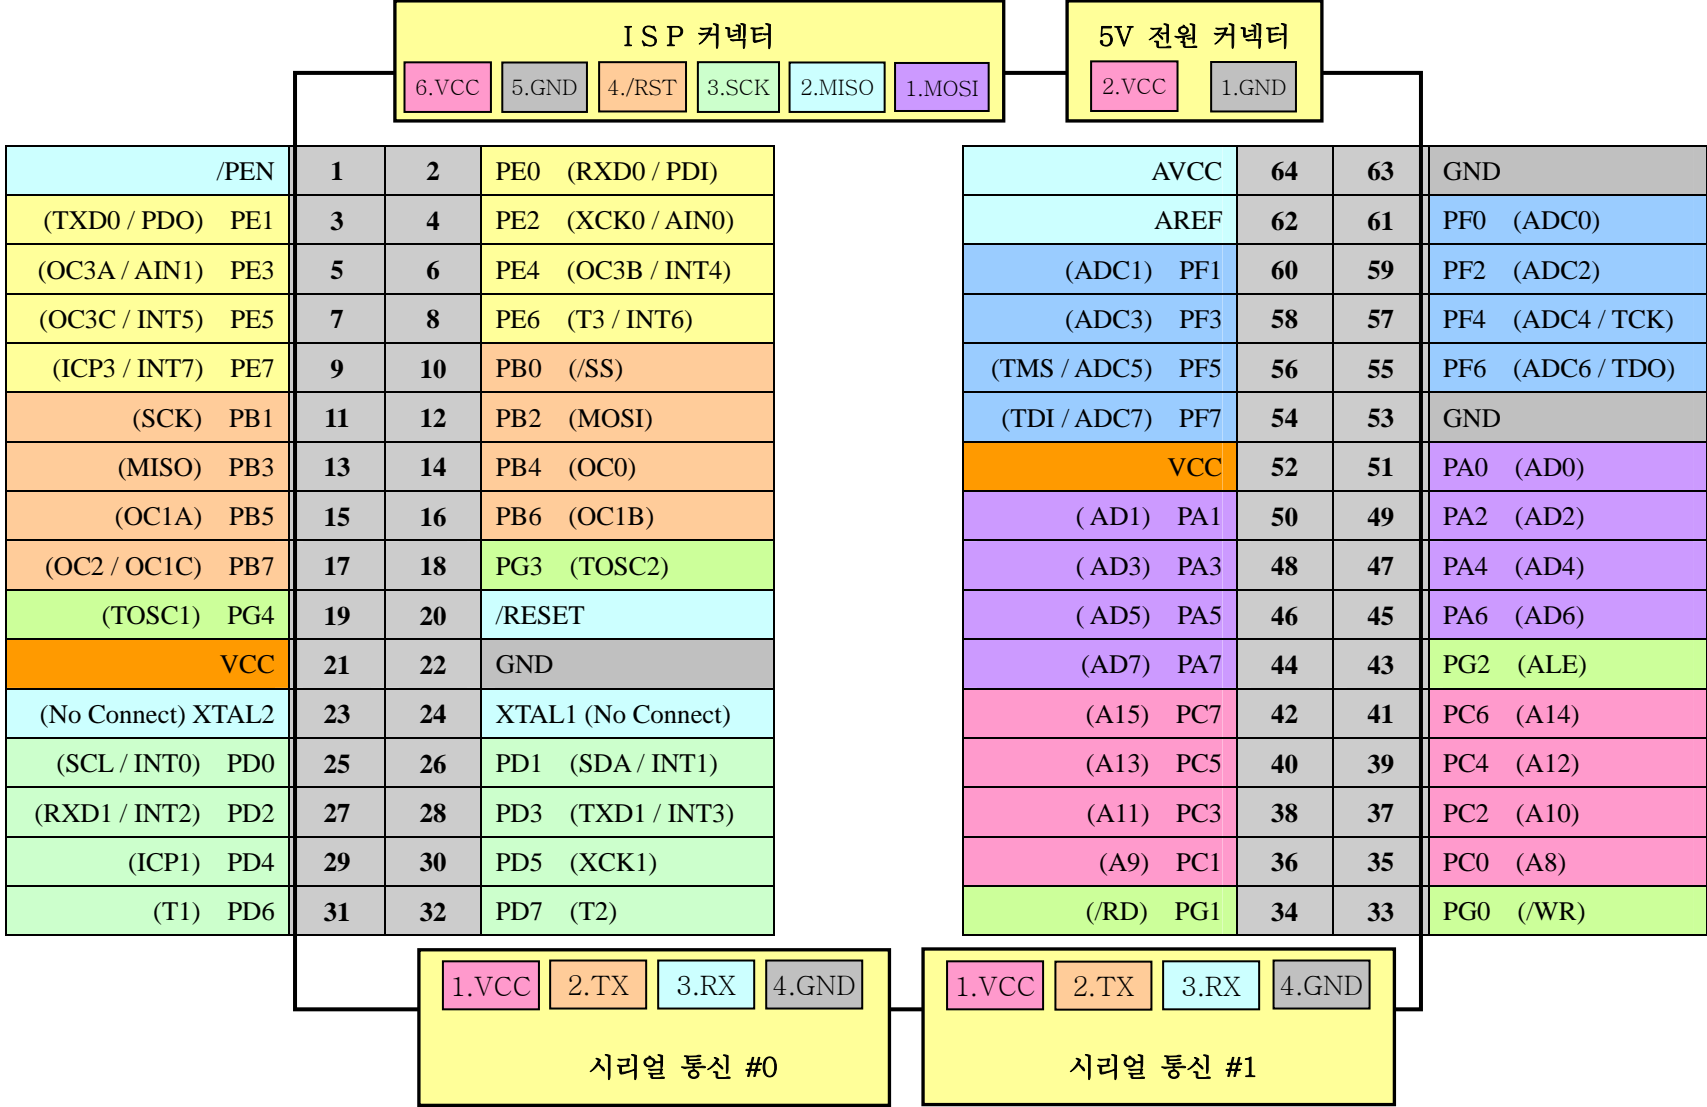 I S P 커넥터
6.VCC 5.GND 4./RST 3.SCK 2.MISO 1.MOSI
5V 전원 커넥터
2.VCC 1.GND
/PEN 1 2 PE0 (RXD0 / PDI)
(TXD0 / PDO) PE1 3 4 PE2 (XCK0 / AIN0)
(OC3A / AIN1) PE3 5 6 PE4 (OC3B / INT4)
(OC3C / INT5) PE5 7 8 PE6 (T3 / INT6)
(ICP3 / INT7) PE7 9 10 PB0 (/SS)
(SCK) PB1 11 12 PB2 (MOSI)
(MISO) PB3 13 14 PB4 (OC0)
(OC1A) PB5 15 16 PB6 (OC1B)
(OC2 / OC1C) PB7 17 18 PG3 (TOSC2)
(TOSC1) PG4 19 20 /RESET
VCC 21 22 GND
(No Connect) XTAL2 23 24 XTAL1 (No Connect)
(SCL / INT0) PD0 25 26 PD1 (SDA / INT1)
(RXD1 / INT2) PD2 27 28 PD3 (TXD1 / INT3)
(ICP1) PD4 29 30 PD5 (XCK1)
(T1) PD6 31 32 PD7 (T2)
AVCC 64 63 GND
AREF 62 61 PF0 (ADC0)
(ADC1) PF1 60 59 PF2 (ADC2)
(ADC3) PF3 58 57 PF4 (ADC4 / TCK)
(TMS / ADC5) PF5 56 55 PF6 (ADC6 / TDO)
(TDI / ADC7) PF7 54 53 GND
VCC 52 51 PA0 (AD0)
( AD1) PA1 50 49 PA2 (AD2)
( AD3) PA3 48 47 PA4 (AD4)
( AD5) PA5 46 45 PA6 (AD6)
(AD7) PA7 44 43 PG2 (ALE)
(A15) PC7 42 41 PC6 (A14)
(A13) PC5 40 39 PC4 (A12)
(A11) PC3 38 37 PC2 (A10)
(A9) PC1 36 35 PC0 (A8)
(/RD) PG1 34 33 PG0 (/WR)
1.VCC 2.TX 3.RX 4.GND
시리얼 통신 #0
1.VCC 2.TX 3.RX 4.GND
시리얼 통신 #1